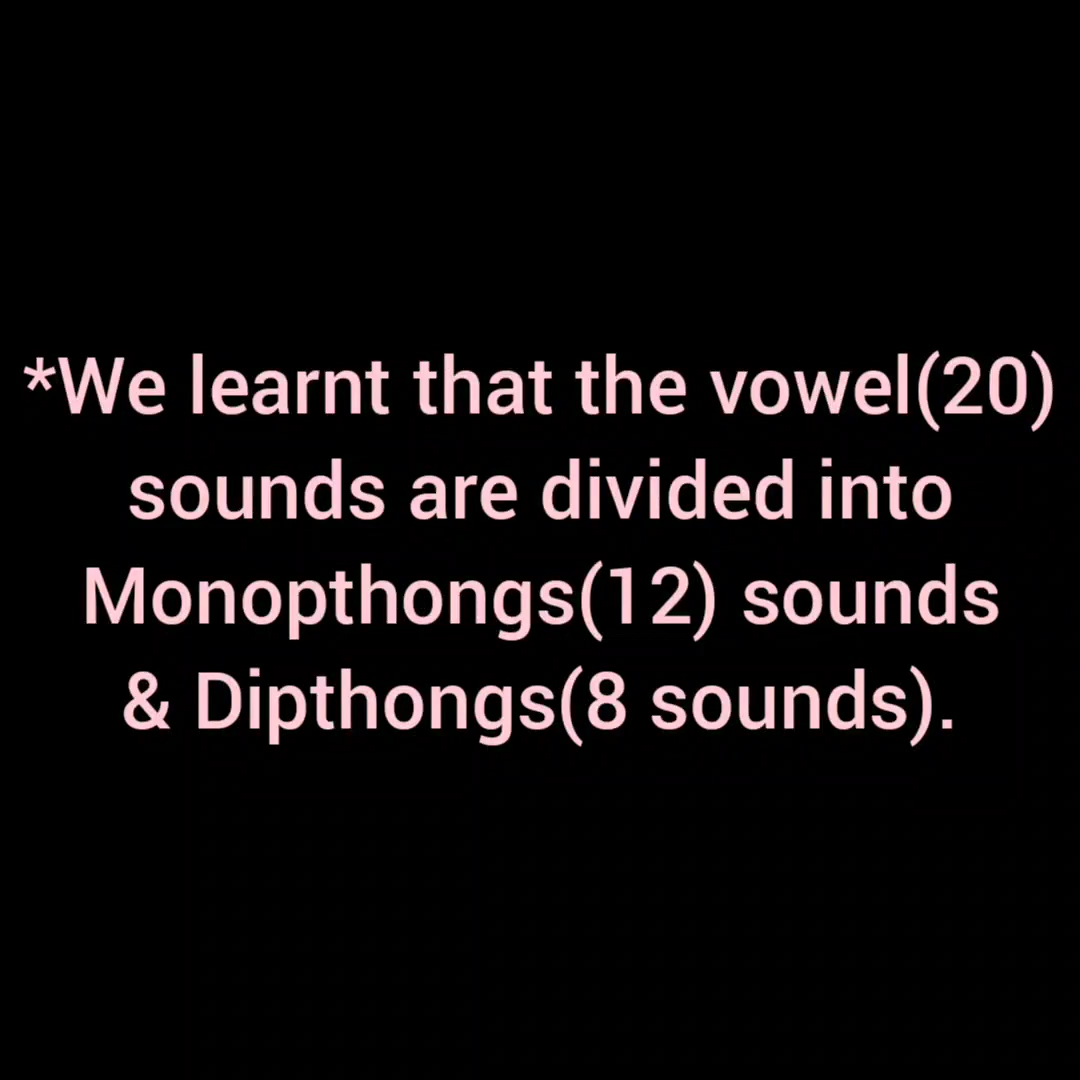 *We learnt that the vowel(20)
sounds are divided into
Monopthongs(12) sounds
& Dipthongs(8 sounds).